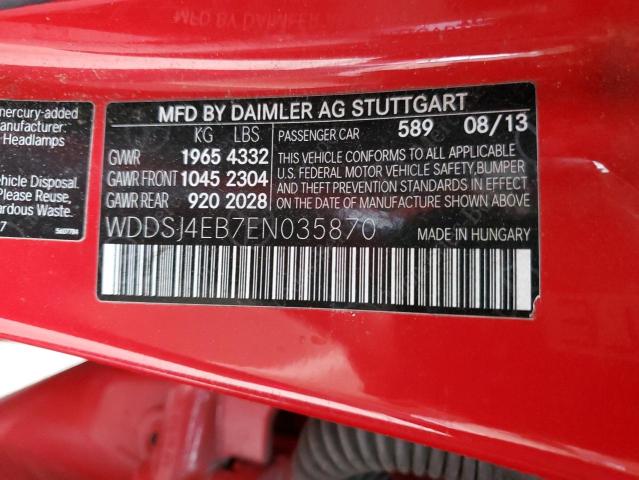 mercury-added
anufacturer:
Headlamps
ehicle Disposal
Please Reuse,
ardous Waste.
7
5607784
MFD BY DAIMLER AG STUTTGART
KG LBS PASSENGER CAR 589 08/13
GVWR 1965 4332
GAWR FRONT 1045 2304
GAWR REAR 920 2028
THIS VEHICLE CONFORMS TO ALL APPLICABLE
U.S. FEDERAL MOTOR VEHICLE SAFETY, BUMPER
AND THEFT PREVENTION STANDARDS IN EFFECT
ON THE DATE OF MANUFACTURE SHOWN ABOVE.
WDDSJ4EB7EN035870 MADE IN HUNGARY